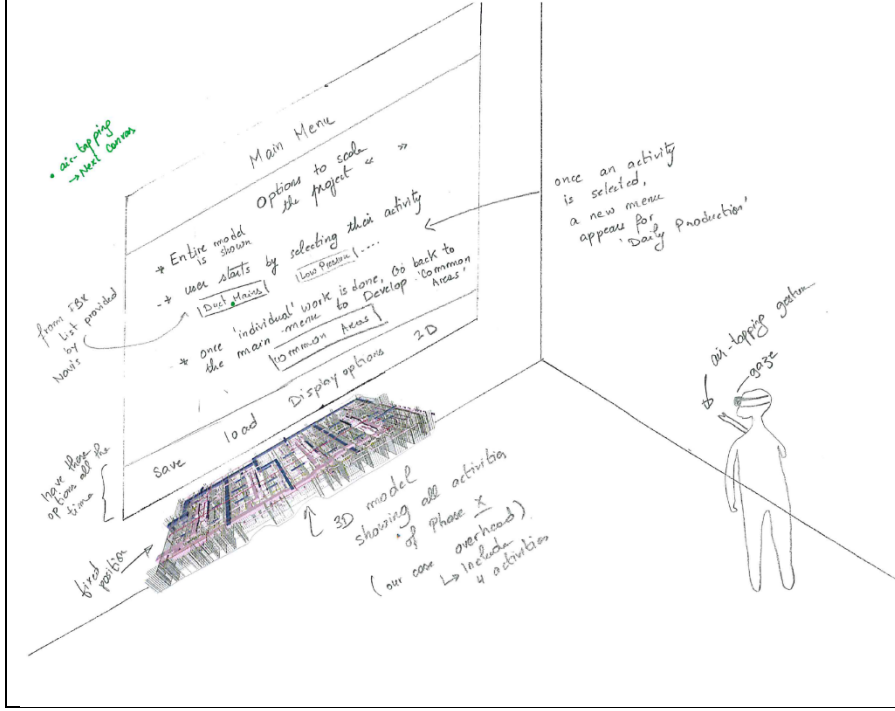 • air-tapping
→ Next Canvas
Main Menu
Options to scale
the project « »
* Entire model
is shown
→ user starts by selecting their activity
Duct Mains
Low Pressure ....
* once 'individual' work is done, Go back to
the main menu to Develop 'Common
Areas'
Common Areas
save load Display options 2D
from TBX
list provided
by
Navis
have these
options all the
time
fixed
position
3D model
showing all activities
of Phase X
(our case overhead)
↳ Includes
4 activities
once an activity
is selected,
a new menu
appears for
'Daily Production'
air-tapping gesture
gaze